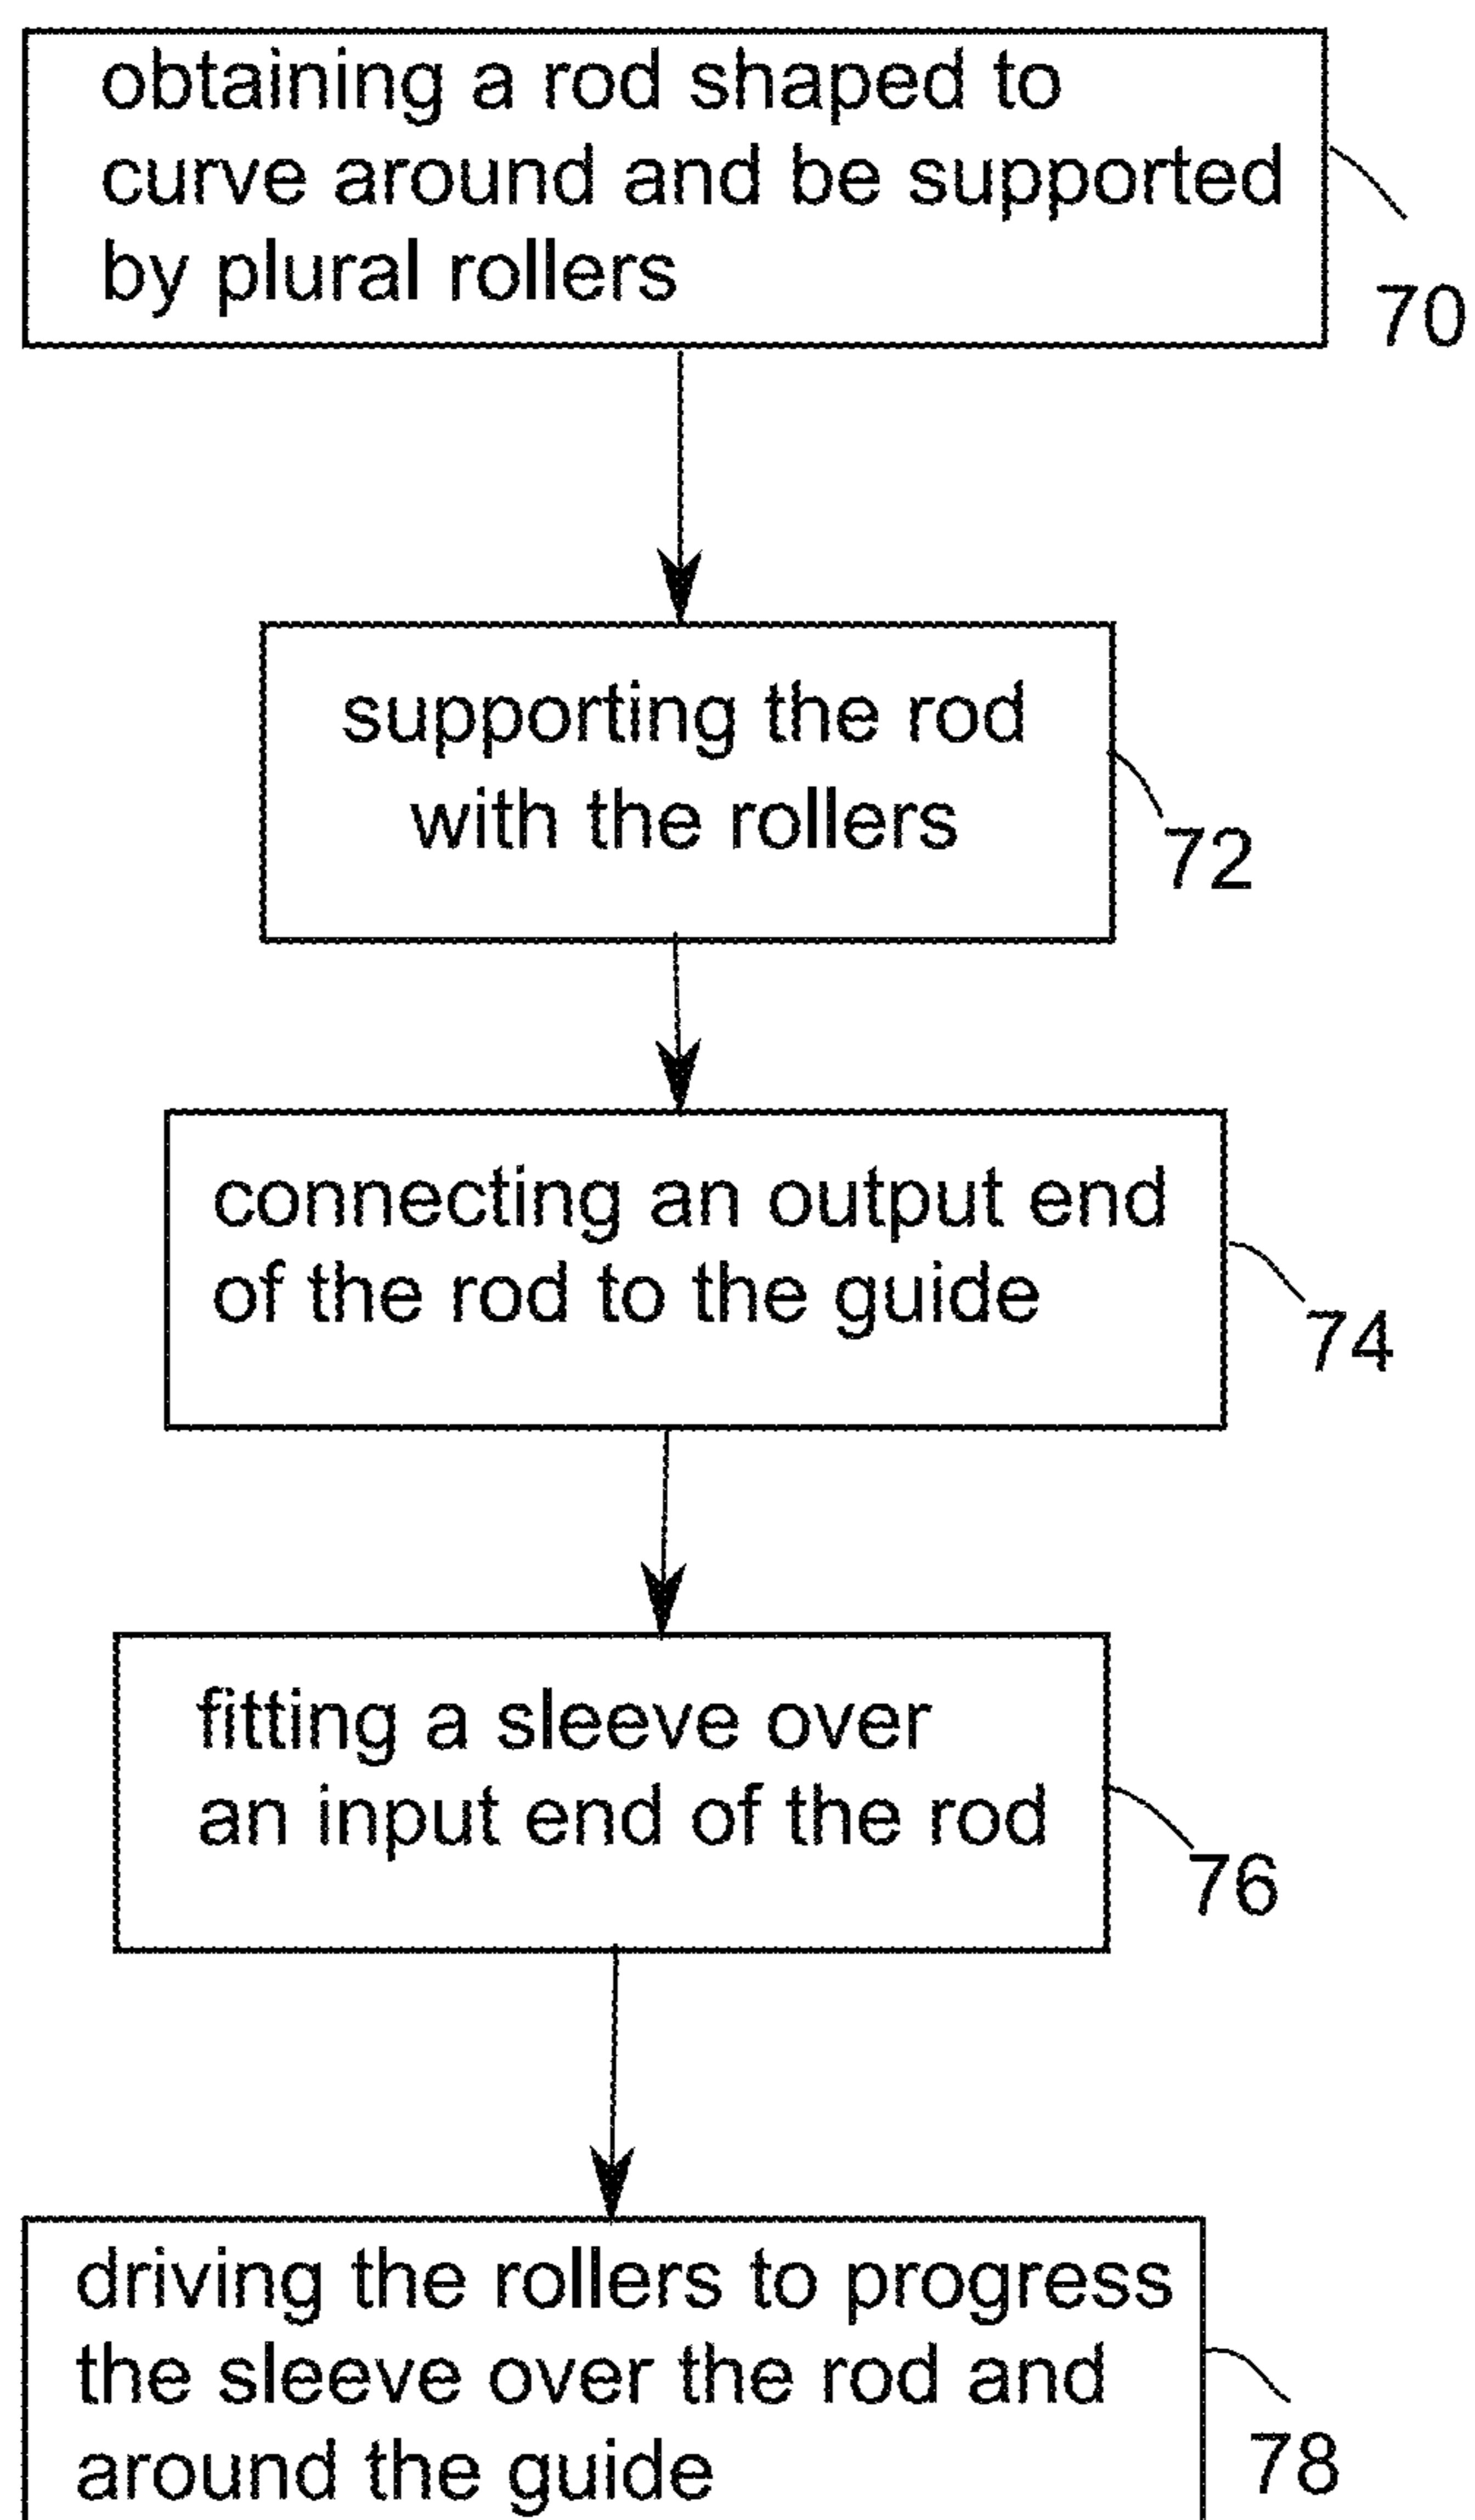 obtaining a rod shaped to
curve around and be supported
by plural rollers
70
supporting the rod
with the rollers
72
connecting an output end
of the rod to the guide
74
fitting a sleeve over
an input end of the rod
76
driving the rollers to progress
the sleeve over the rod and
around the guide
78